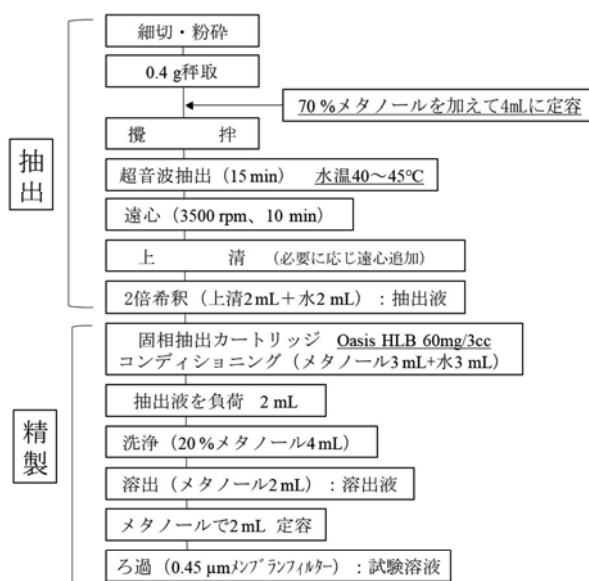 細切・粉砕
0.4 g秤取
70 %メタノールを加えて4mLに定容
攪　　拌
抽出
超音波抽出（15 min）　水温40～45℃
遠心（3500 rpm、10 min）
上　　清　（必要に応じ遠心追加）
2倍希釈（上清2 mL＋水2 mL）：抽出液
固相抽出カートリッジ　Oasis HLB 60mg/3cc
コンディショニング（メタノール3 mL+水3 mL）
抽出液を負荷　2 mL
精製
洗浄（20 %メタノール4 mL）
溶出（メタノール2 mL）：溶出液
メタノールで2 mL 定容
ろ過（0.45 μmﾒﾝﾌﾞﾗﾝﾌｨﾙﾀｰ）：試験溶液